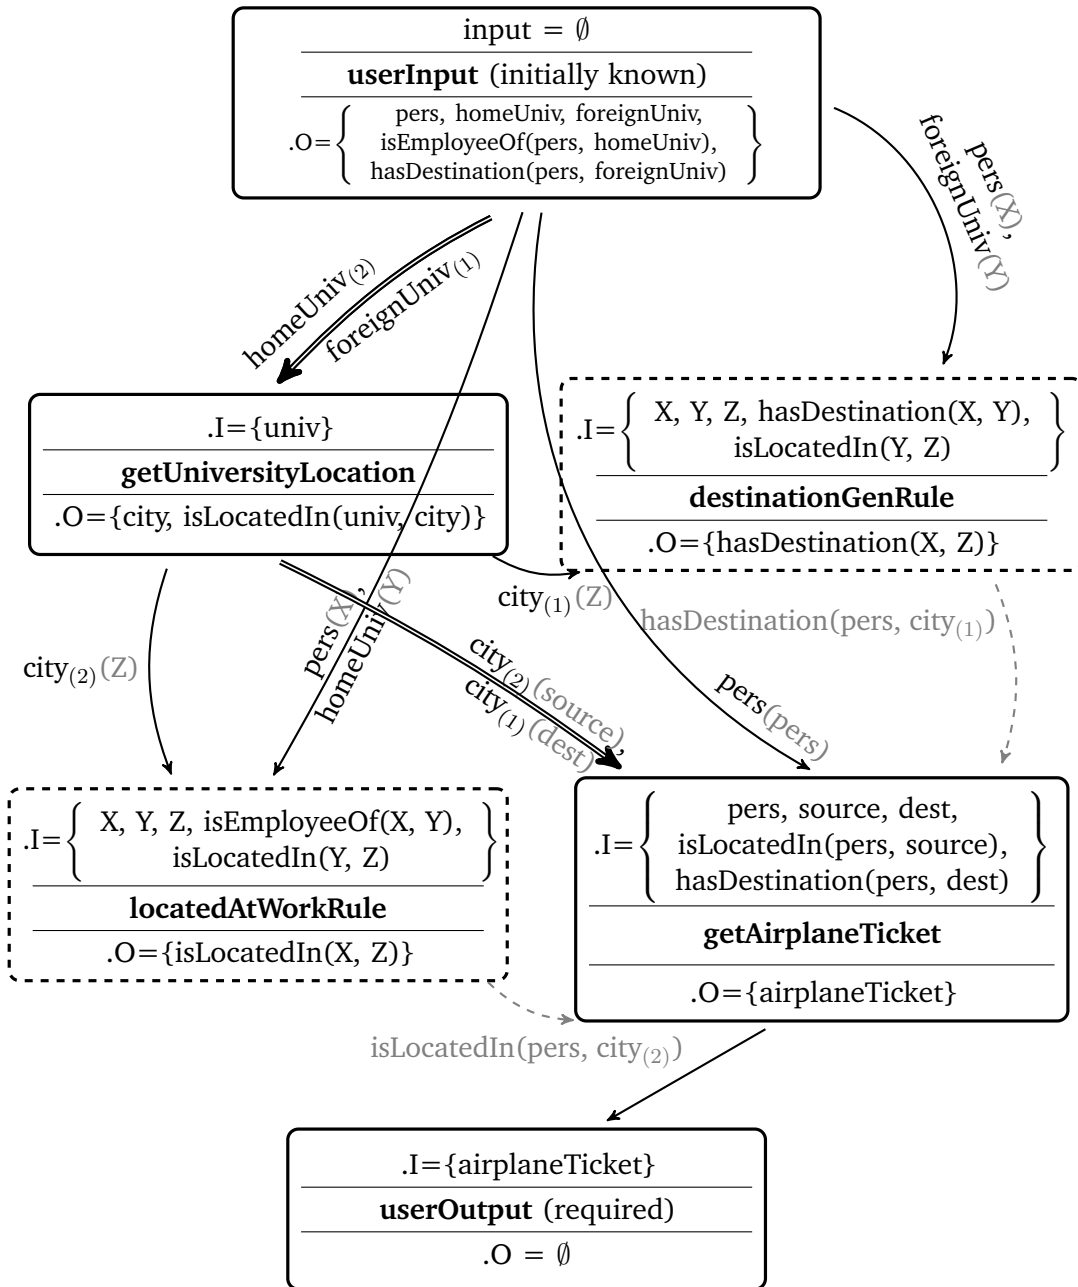 input = ∅
userInput (initially known)
.O={ pers, homeUniv, foreignUniv,
isEmployeeOf(pers, homeUniv),
hasDestination(pers, foreignUniv) }
pers(X),
foreignUniv(Y)
homeUniv(2)
foreignUniv(1)
.I={univ}
getUniversityLocation
.O={city, isLocatedIn(univ, city)}
.I={ X, Y, Z, hasDestination(X, Y),
isLocatedIn(Y, Z) }
destinationGenRule
.O={hasDestination(X, Z)}
city(1)(Z)
pers(X),
homeUniv(Y)
hasDestination(pers, city(1))
city(2)(Z)
city(2)(source),
city(1)(dest)
pers(pers)
.I={ X, Y, Z, isEmployeeOf(X, Y),
isLocatedIn(Y, Z) }
locatedAtWorkRule
.O={isLocatedIn(X, Z)}
.I={ pers, source, dest,
isLocatedIn(pers, source),
hasDestination(pers, dest) }
getAirplaneTicket
.O={airplaneTicket}
isLocatedIn(pers, city(2))
.I={airplaneTicket}
userOutput (required)
.O = ∅